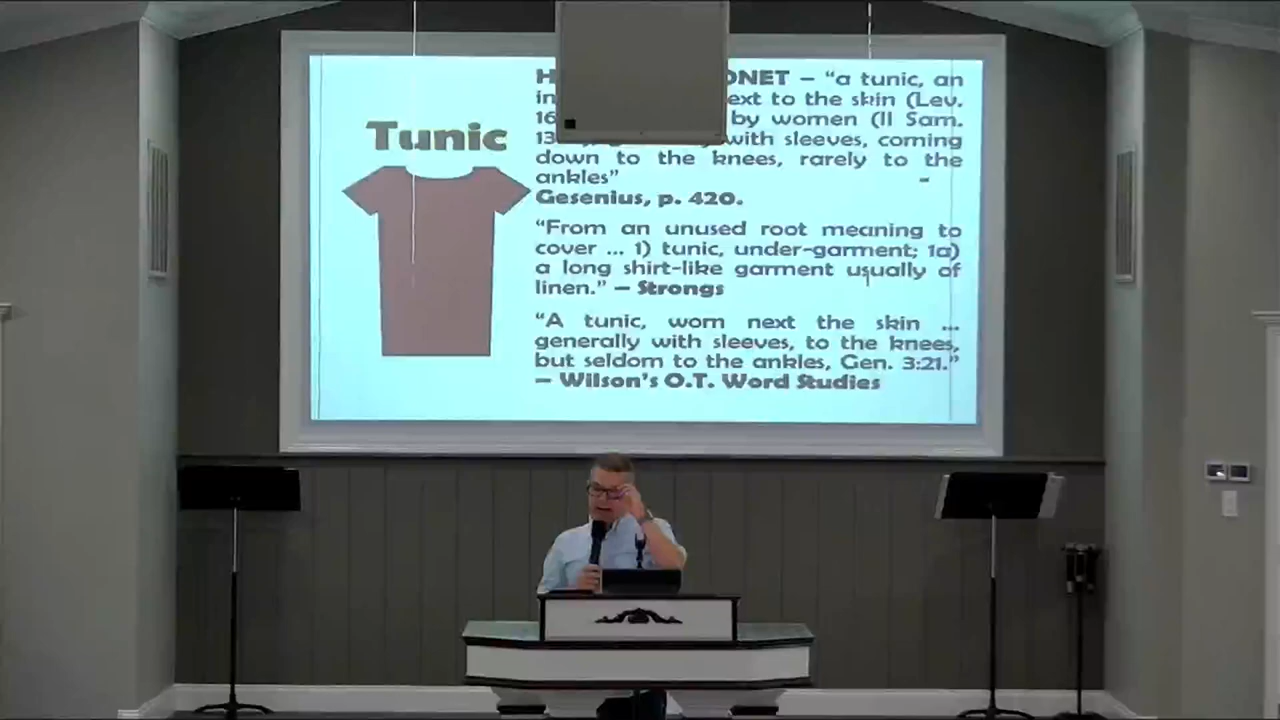 Tunic
ONET – “a tunic, an
in ext to the skin (Lev.
16 by women (II Sam.
13 with sleeves, coming
down to the knees, rarely to the
ankles”
Gesenius, p. 420.
“From an unused root meaning to
cover ... 1) tunic, under-garment; 1a)
a long shirt-like garment usually of
linen.” – Strongs
“A tunic, worn next the skin ...
generally with sleeves, to the knees,
but seldom to the ankles, Gen. 3:21.”
– Wilson’s O.T. Word Studies